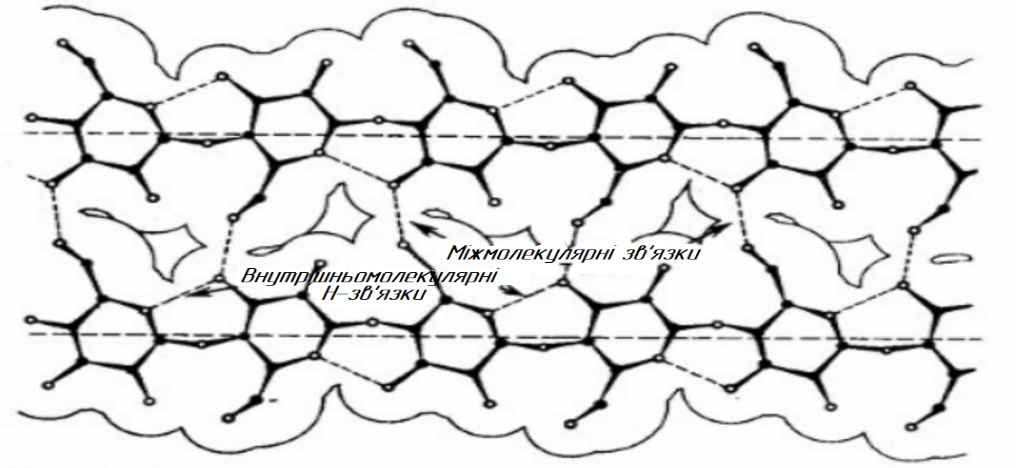 Міжмолекулярні зв'язки
Внутрішньомолекулярні
Н-зв'язки